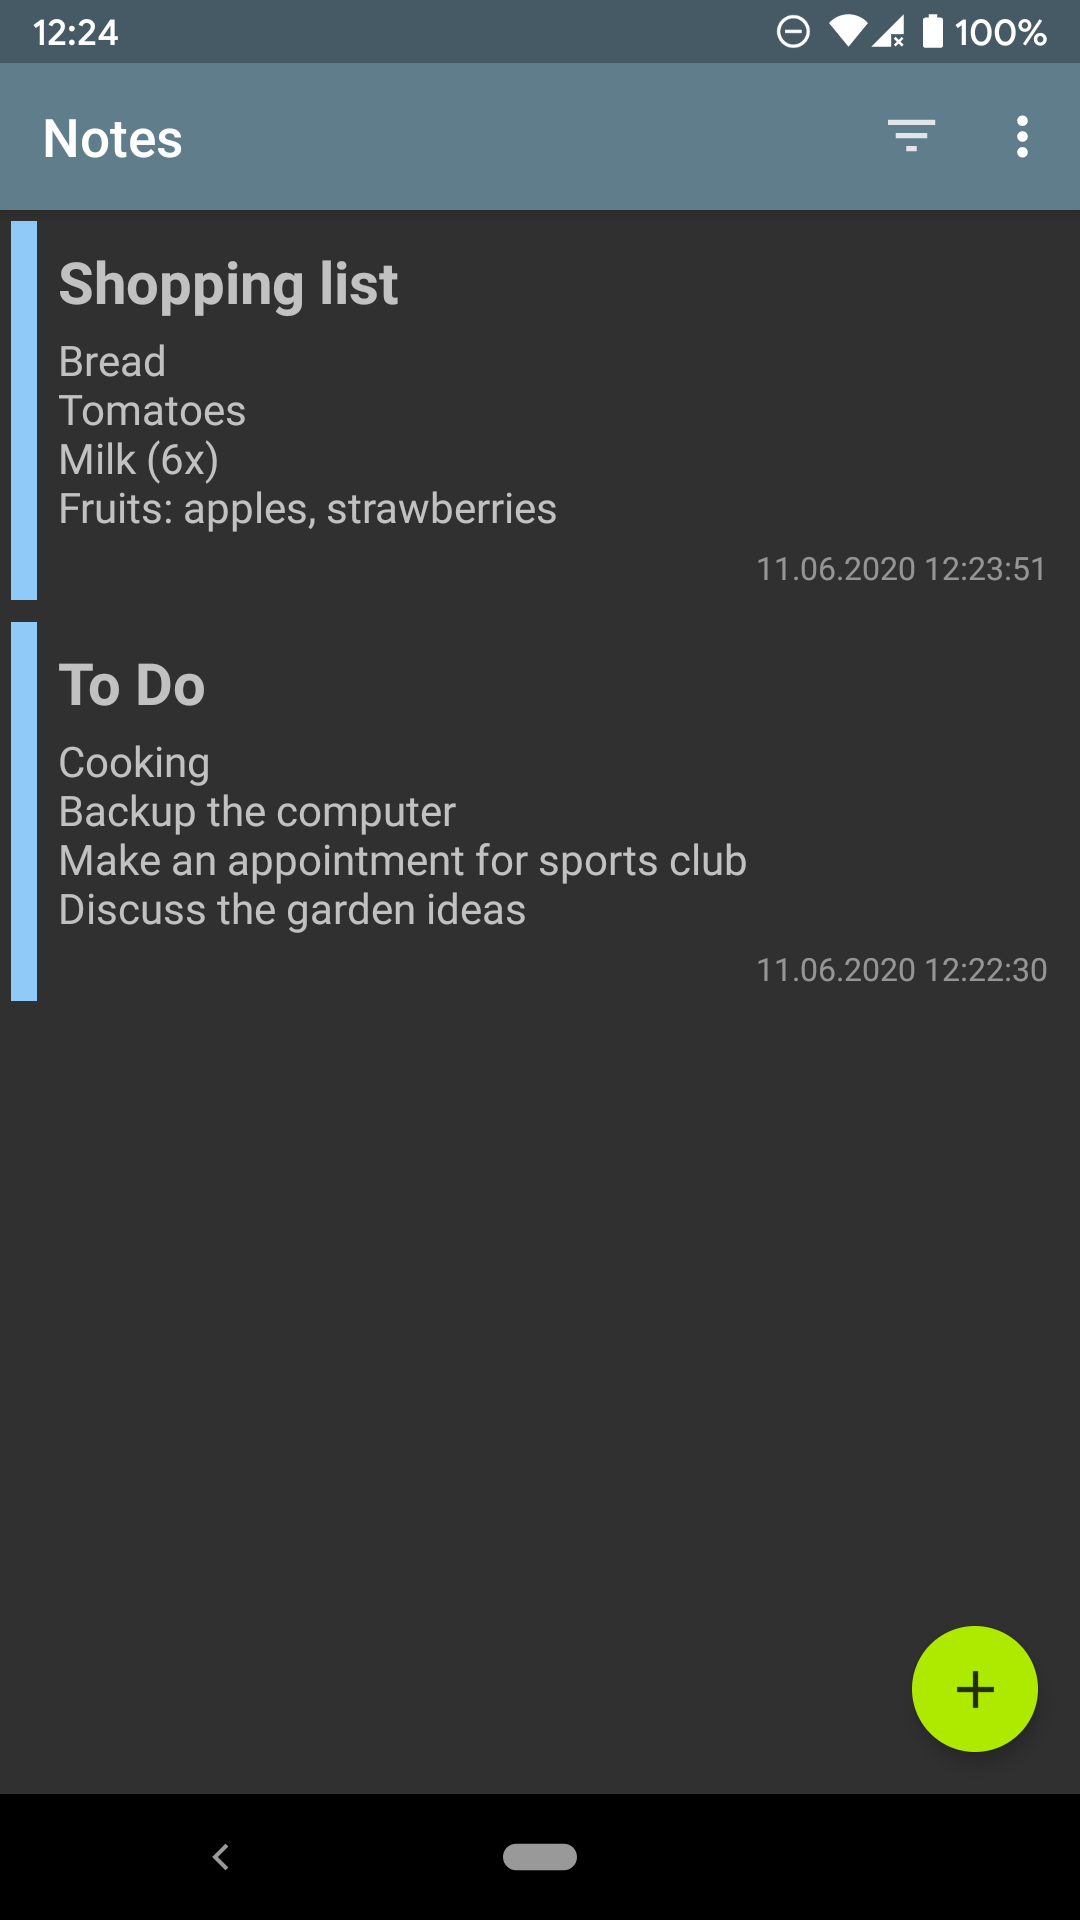 12:24
100%
Notes
Shopping list
Bread
Tomatoes
Milk (6x)
Fruits: apples, strawberries
11.06.2020 12:23:51
To Do
Cooking
Backup the computer
Make an appointment for sports club
Discuss the garden ideas
11.06.2020 12:22:30